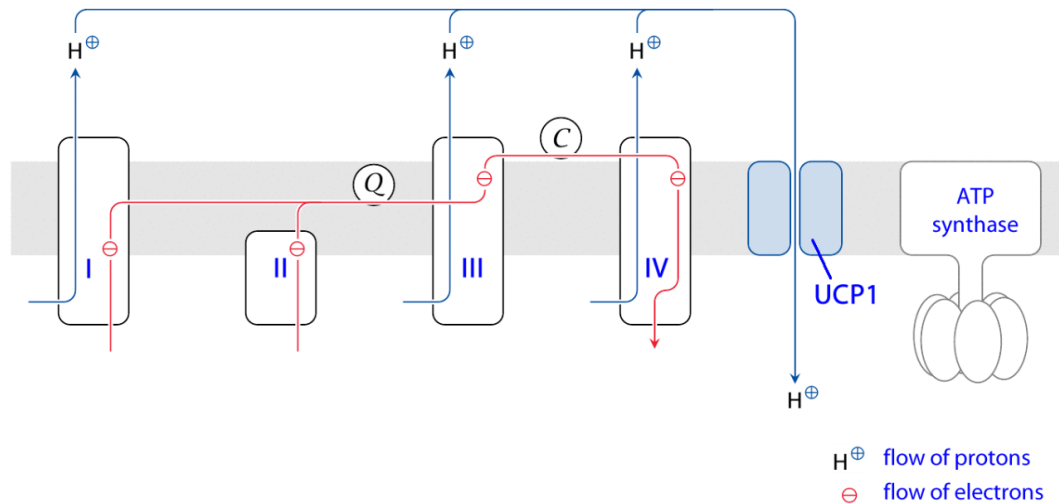 H⊕ H⊕ H⊕
C
Q
ATP
synthase
I II III IV
UCP1
H⊕
H⊕ flow of protons
⊖ flow of electrons